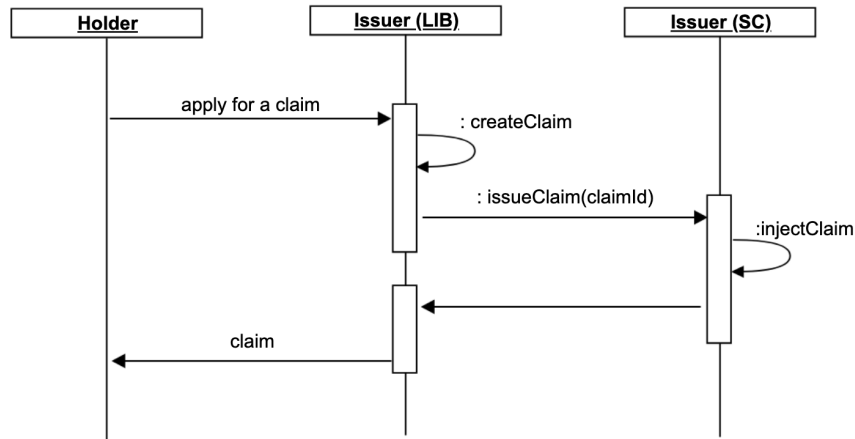 Holder
Issuer (LIB)
Issuer (SC)
apply for a claim
: createClaim
: issueClaim(claimId)
:injectClaim
claim